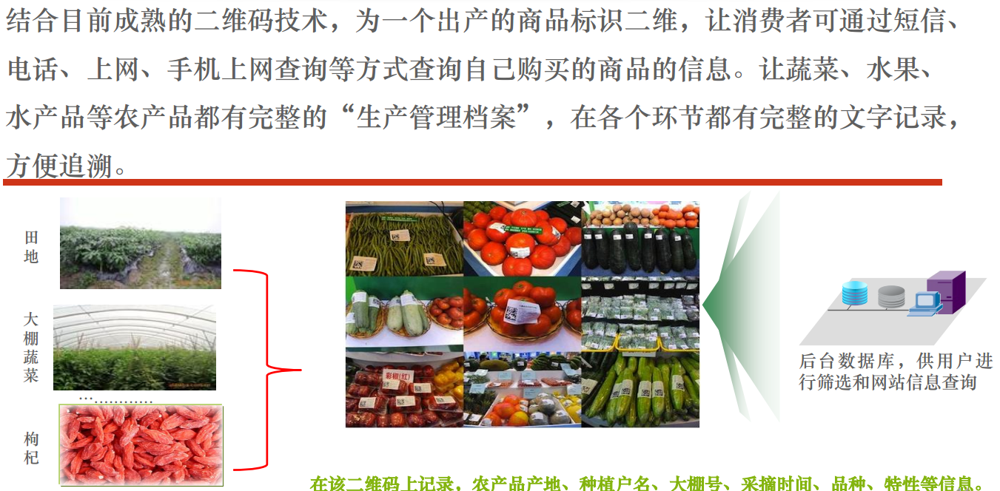 结合目前成熟的二维码技术，为一个出产的商品标识二维，让消费者可通过短信、
电话、上网、手机上网查询等方式查询自己购买的商品的信息。让蔬菜、水果、
水产品等农产品都有完整的“生产管理档案”，在各个环节都有完整的文字记录，
方便追溯。
田
地
大
棚
蔬
菜
…
…………
枸
杞
彩椒(红)
后台数据库，供用户进
行筛选和网站信息查询
在该二维码上记录，农产品产地、种植户名、大棚号、采摘时间、品种、特性等信息。